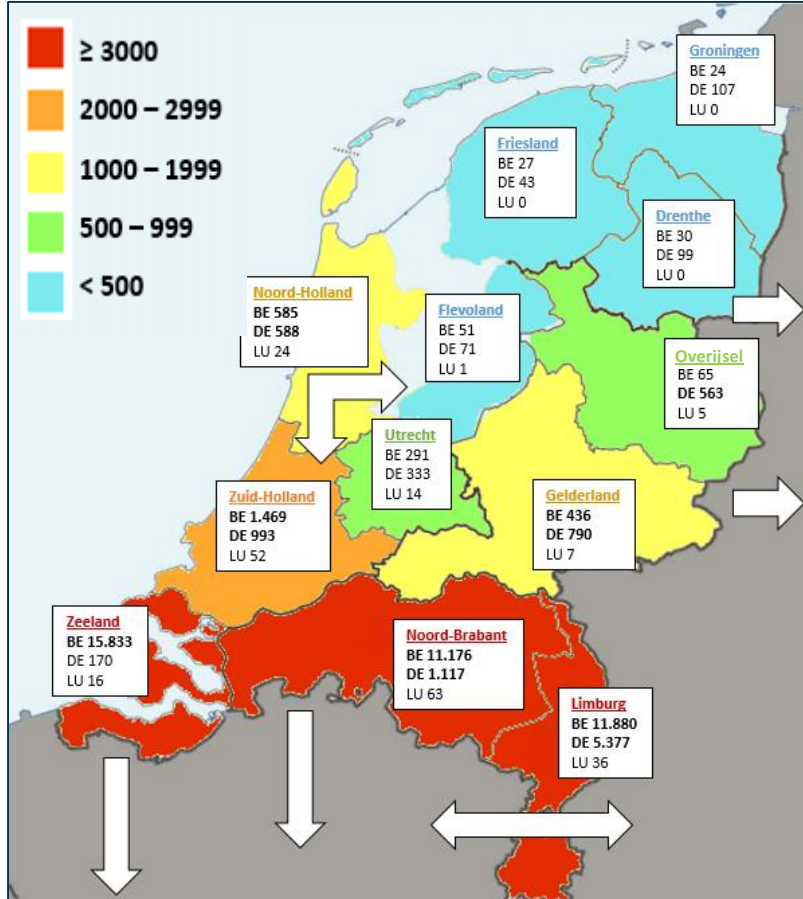 ≥ 3000
2000 – 2999
1000 – 1999
500 – 999
< 500
Groningen
BE 24
DE 107
LU 0
Friesland
BE 27
DE 43
LU 0
Drenthe
BE 30
DE 99
LU 0
Noord-Holland
BE 585
DE 588
LU 24
Flevoland
BE 51
DE 71
LU 1
Overijsel
BE 65
DE 563
LU 5
Utrecht
BE 291
DE 333
LU 14
Zuid-Holland
BE 1.469
DE 993
LU 52
Gelderland
BE 436
DE 790
LU 7
Zeeland
BE 15.833
DE 170
LU 16
Noord-Brabant
BE 11.176
DE 1.117
LU 63
Limburg
BE 11.880
DE 5.377
LU 36